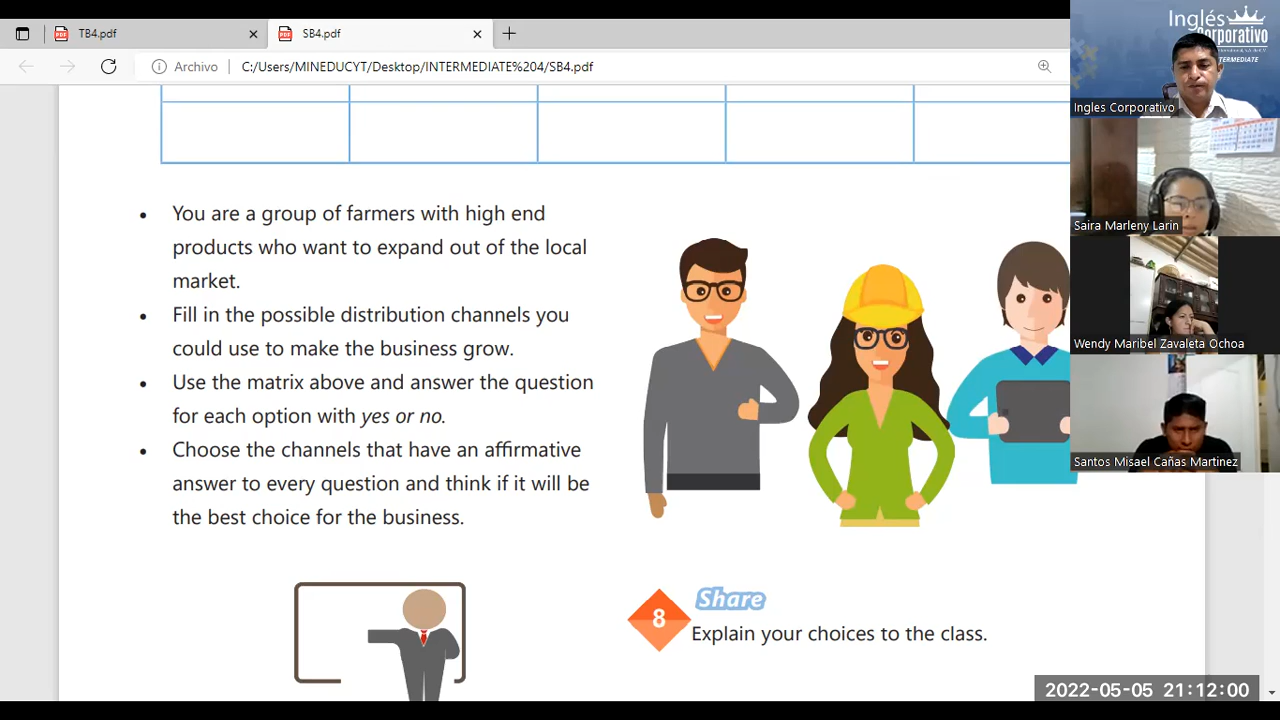 TB4.pdf
SB4.pdf
Archivo
C:/Users/MINEDUCYT/Desktop/INTERMEDIATE%204/SB4.pdf
Inglés
Corporativo
INTERMEDIATE
Ingles Corporativo
Saira Marleny Larin
Wendy Maribel Zavaleta Ochoa
Santos Misael Cañas Martinez
• You are a group of farmers with high end
products who want to expand out of the local
market.
• Fill in the possible distribution channels you
could use to make the business grow.
• Use the matrix above and answer the question
for each option with yes or no.
• Choose the channels that have an affirmative
answer to every question and think if it will be
the best choice for the business.
8
Share
Explain your choices to the class.
2022-05-05 21:12:00